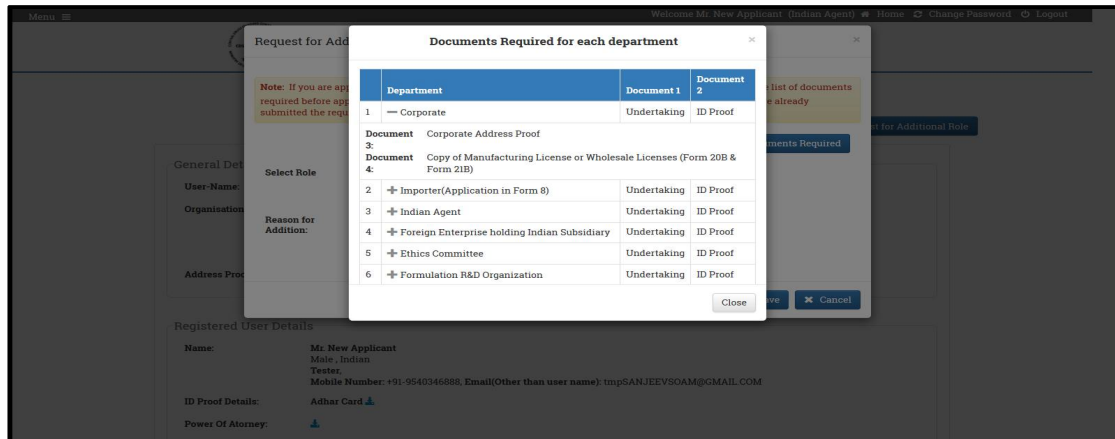 Menu
Welcome Mr. New Applicant (Indian Agent) Home Change Password Logout
Request for Add
Documents Required for each department
×
×
Note: If you are app
list of documents
required before app
e already
submitted the requ
st for Additional Role
ments Required
Department Document 1 Document 2
1 Corporate Undertaking ID Proof
Document 3: Corporate Address Proof
Document 4: Copy of Manufacturing License or Wholesale Licenses (Form 20B &
Form 21B)
2 Importer(Application in Form 8) Undertaking ID Proof
3 Indian Agent Undertaking ID Proof
4 Foreign Enterprise holding Indian Subsidiary Undertaking ID Proof
5 Ethics Committee Undertaking ID Proof
6 Formulation R&D Organization Undertaking ID Proof
Close
Select Role
Reason for
Addition:
ve
Cancel
General Det
User-Name:
Organisation
Address Proo
Registered User Details
Name: Mr. New Applicant
Male , Indian
Tester,
Mobile Number: +91-9540346888, Email(Other than user name): tmpSANJEEVSOAM@GMAIL.COM
ID Proof Details: Adhar Card
Power Of Atorney: